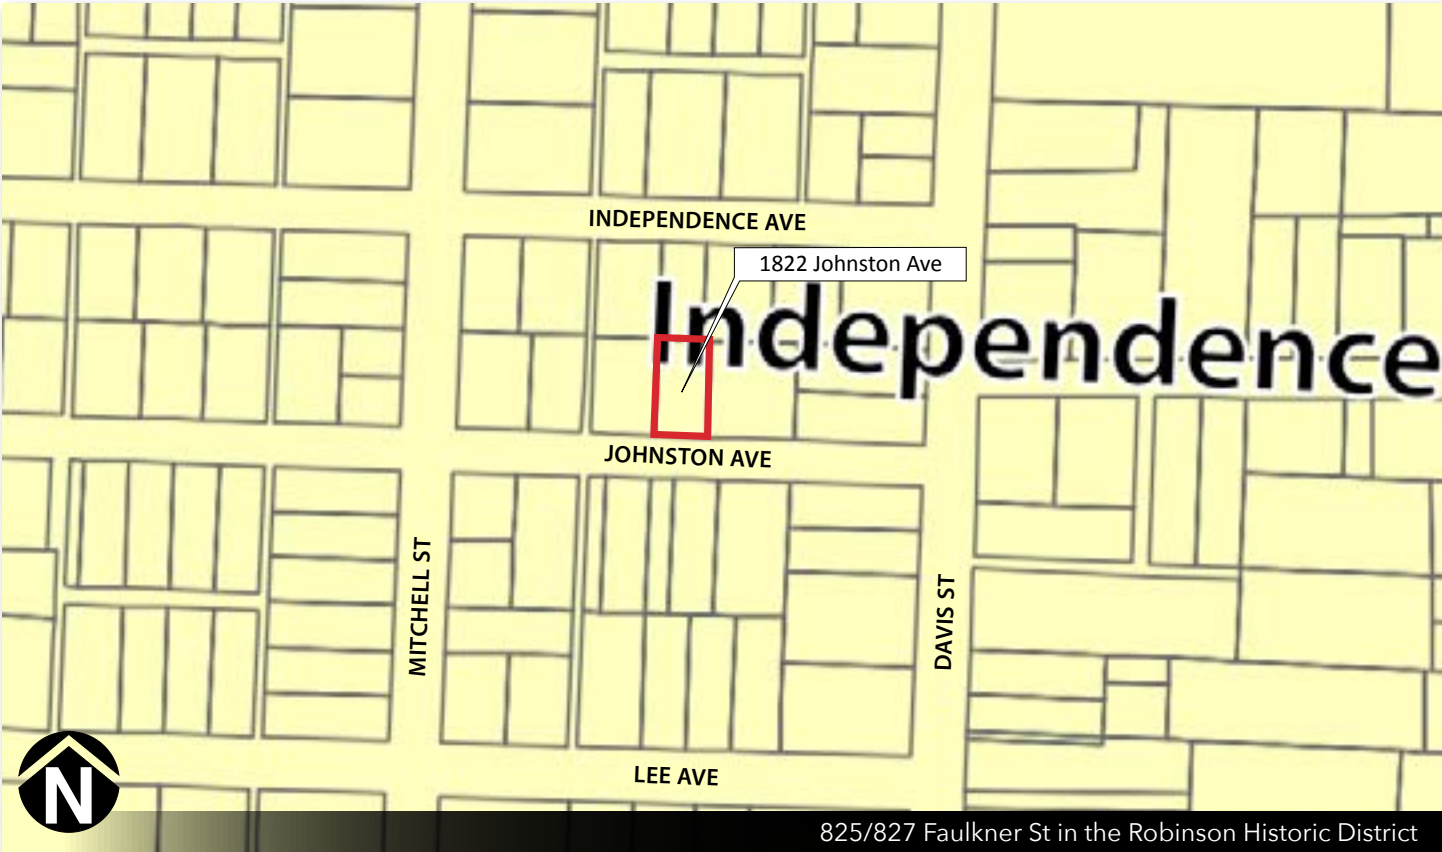 INDEPENDENCE AVE
1822 Johnston Ave
Independence
JOHNSTON AVE
MITCHELL ST
DAVIS ST
LEE AVE
N
825/827 Faulkner St in the Robinson Historic District